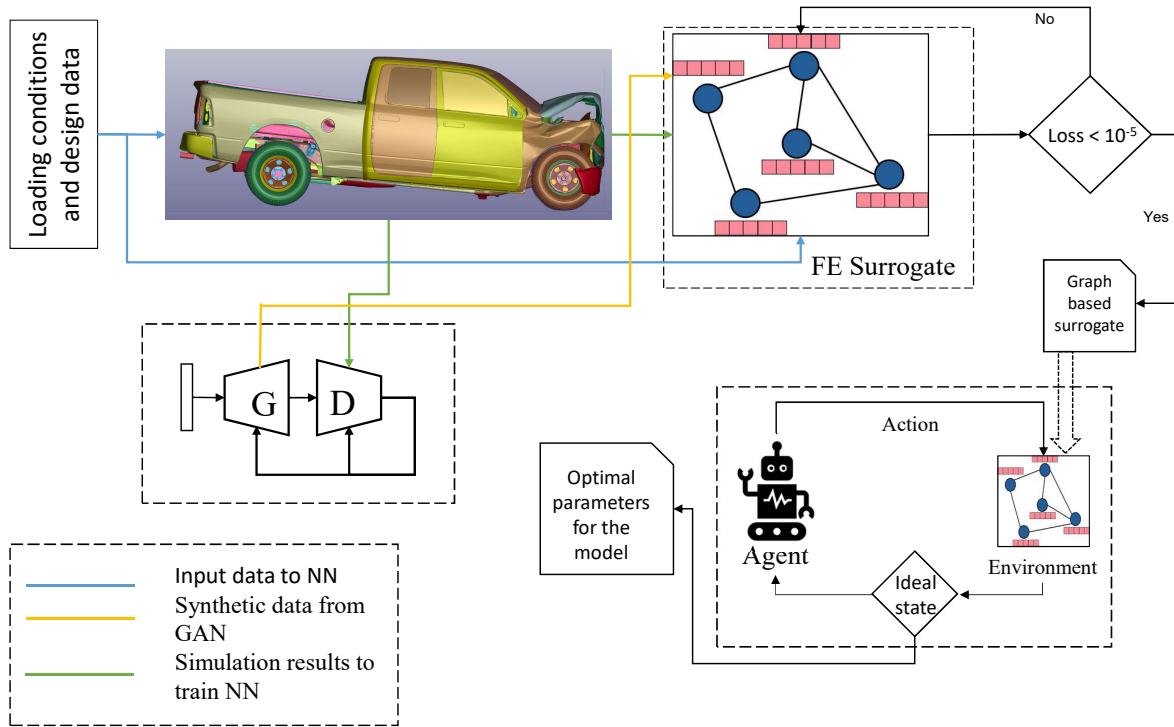 Loading conditions
and design data
No
Loss < 10⁻⁵
Yes
FE Surrogate
Graph
based
surrogate
G
D
Action
Optimal
parameters
for the
model
Agent
Environment
Ideal
state
Input data to NN
Synthetic data from
GAN
Simulation results to
train NN